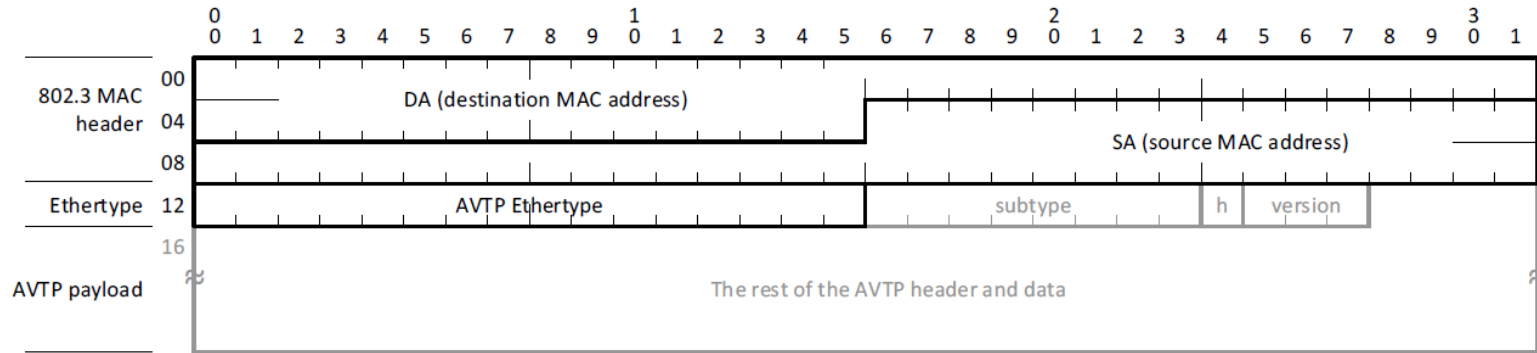 0 1 2 3
0 1 2 3 4 5 6 7 8 9 0 1 2 3 4 5 6 7 8 9 0 1 2 3 4 5 6 7 8 9 0 1
802.3 MAC
header
00
04
08
DA (destination MAC address)
SA (source MAC address)
Ethertype 12 AVTP Ethertype subtype h version
16
AVTP payload The rest of the AVTP header and data